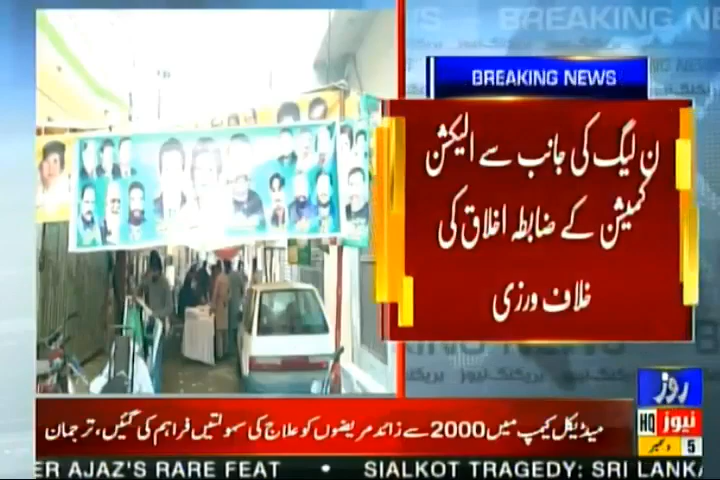 BREAKING NEWS
BREAKING NEWS
ن لیگ کی جانب سے الیکشن
کمیشن کے ضابطہ اخلاق کی
خلاف ورزی
روز
HQ نیوز
5 دسمبر
میڈیکل کیمپ میں 2000 سے زائد مریضوں کو علاج کی سہولتیں فراہم کی گئیں، ترجمان
ER AJAZ'S RARE FEAT • SIALKOT TRAGEDY: SRI LANKA